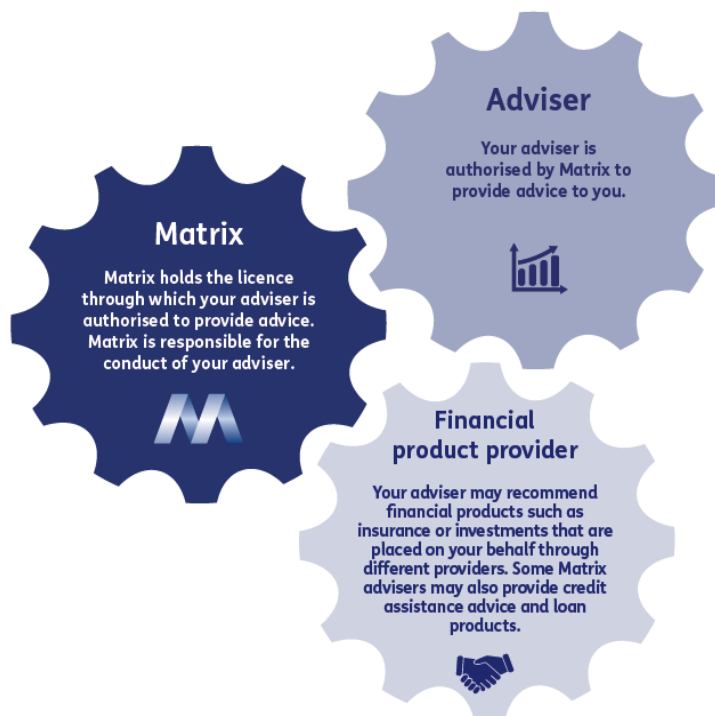 Adviser
Your adviser is
authorised by Matrix to
provide advice to you.
Matrix
Matrix holds the licence
through which your adviser is
authorised to provide advice.
Matrix is responsible for the
conduct of your adviser.
Financial
product provider
Your adviser may recommend
financial products such as
insurance or investments that are
placed on your behalf through
different providers. Some Matrix
advisers may also provide credit
assistance advice and loan
products.